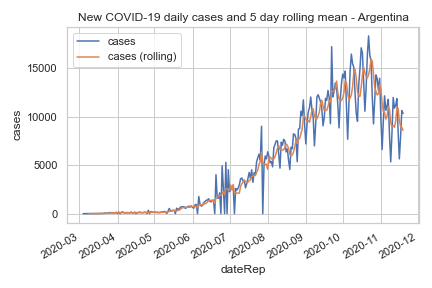 New COVID-19 daily cases and 5 day rolling mean - Argentina
cases
cases (rolling)
15000
10000
5000
0
cases
2020-03
2020-04
2020-05
2020-06
2020-07
2020-08
2020-09
2020-10
2020-11
2020-12
dateRep